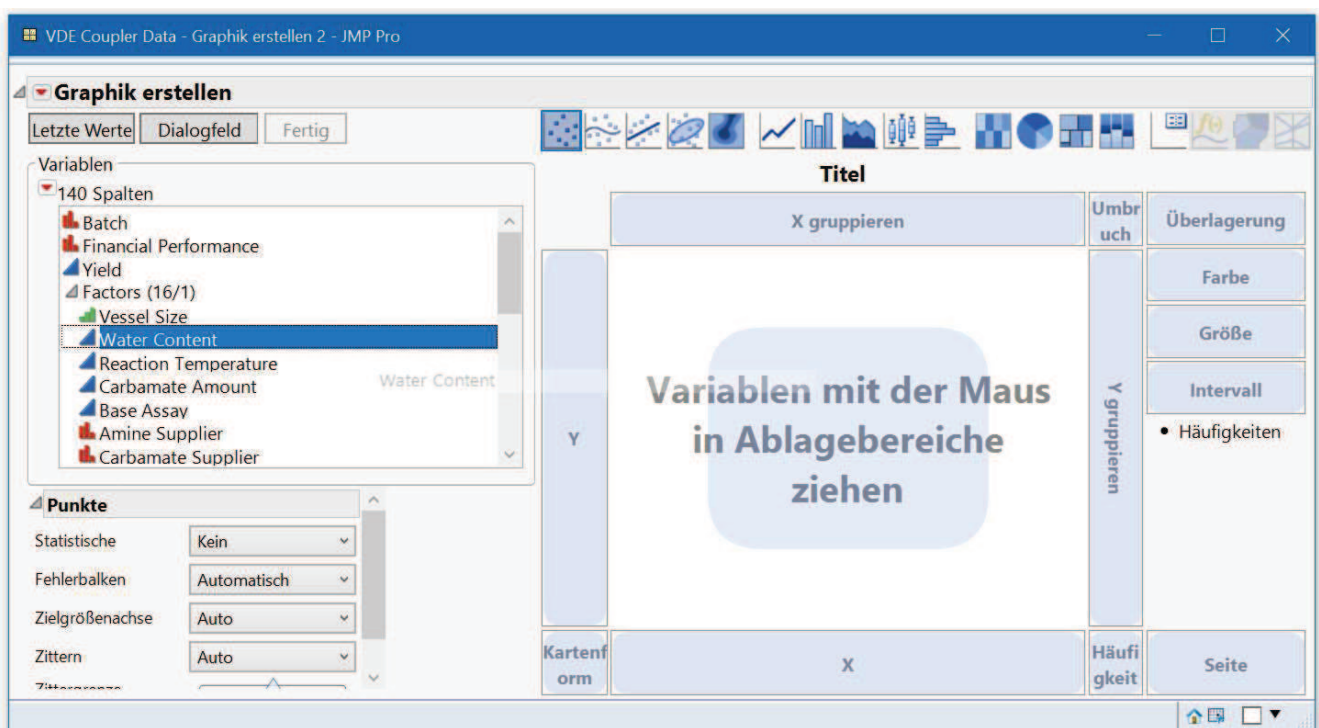 VDE Coupler Data - Graphik erstellen 2 - JMP Pro
Graphik erstellen
Letzte Werte Dialogfeld Fertig
Variablen
140 Spalten
Batch
Financial Performance
Yield
Factors (16/1)
Vessel Size
Water Content
Reaction Temperature
Carbamate Amount
Base Assay
Amine Supplier
Carbamate Supplier
Water Content
Punkte
Statistische Kein
Fehlerbalken Automatisch
Zielgrößenachse Auto
Zittern Auto
Zittergrenze
Titel
X gruppieren
Umbr
uch
Überlagerung
Farbe
Größe
Intervall
• Häufigkeiten
Y
Variablen mit der Maus
in Ablagebereiche
ziehen
Y gruppieren
Kartenf
orm
X
Häufi
gkeit
Seite